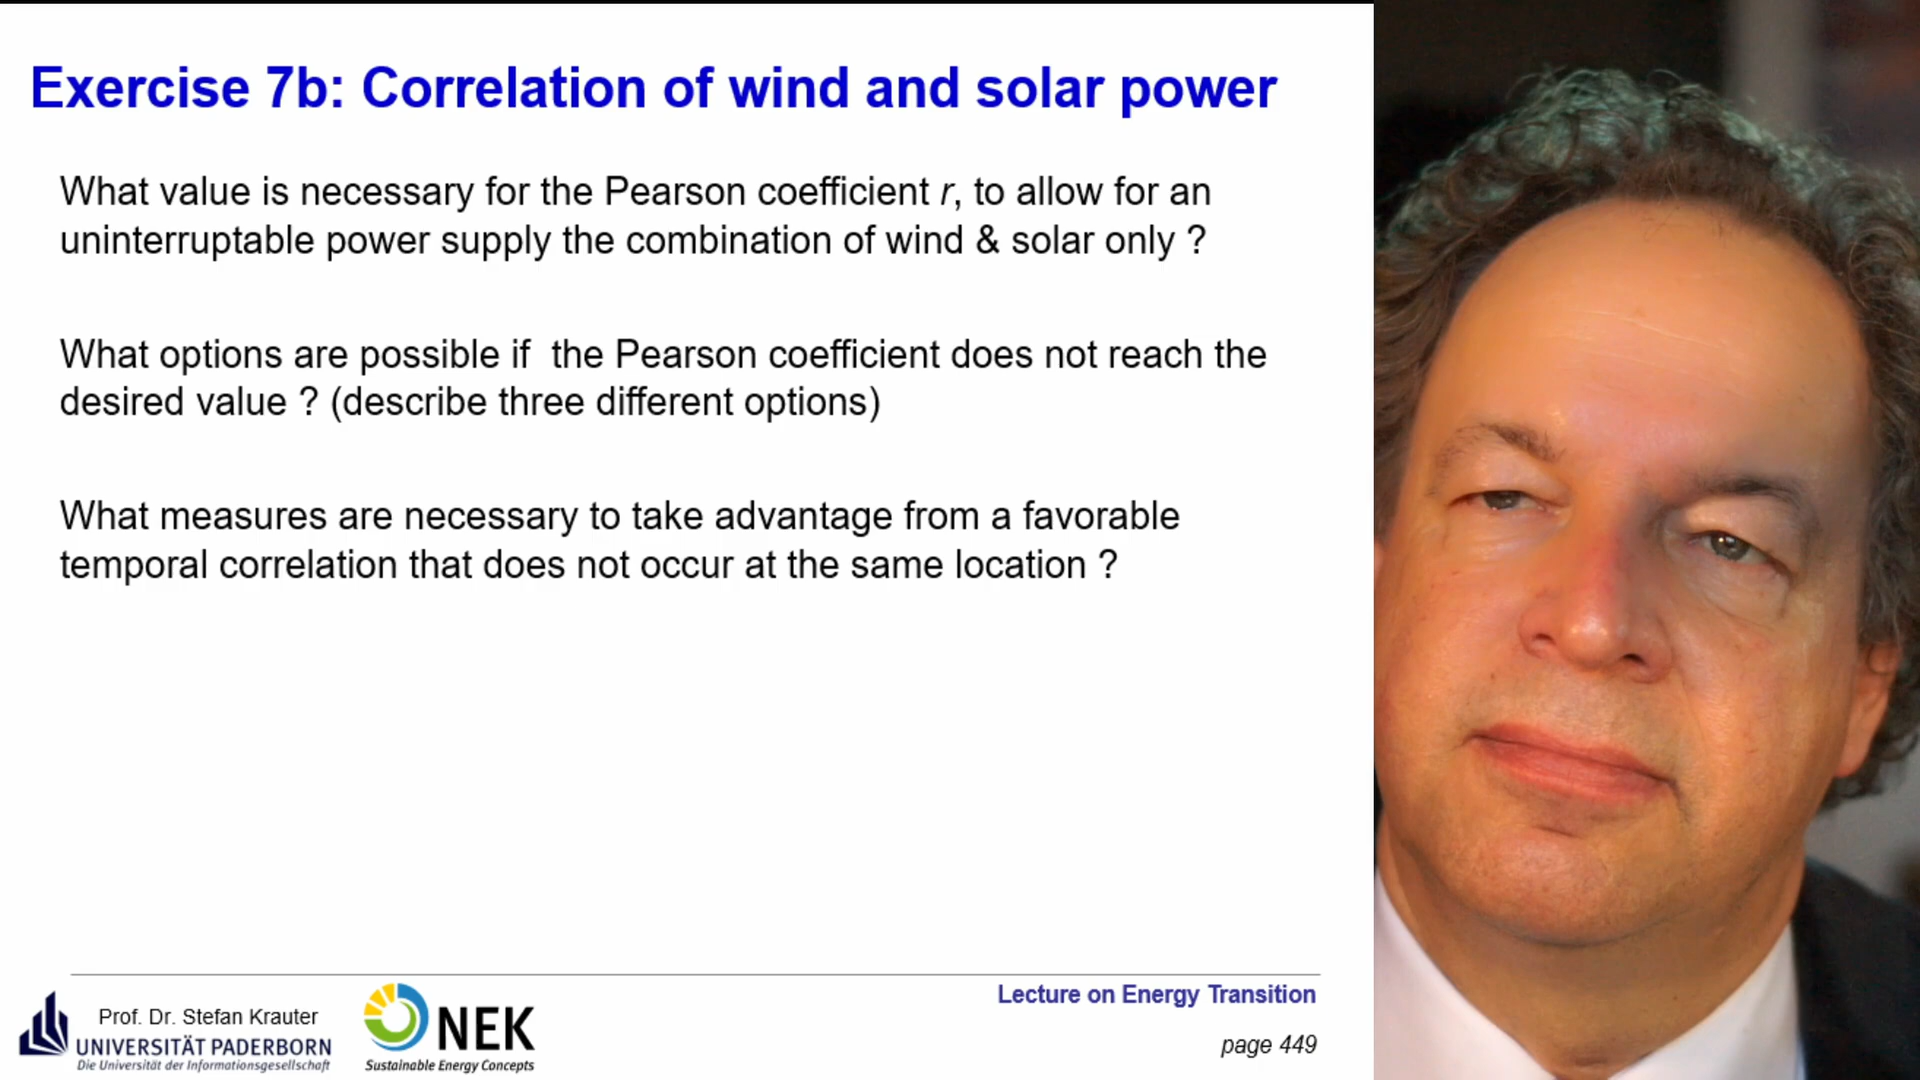 Exercise 7b: Correlation of wind and solar power
What value is necessary for the Pearson coefficient r, to allow for an
uninterruptable power supply the combination of wind & solar only ?
What options are possible if  the Pearson coefficient does not reach the
desired value ? (describe three different options)
What measures are necessary to take advantage from a favorable
temporal correlation that does not occur at the same location ?
Prof. Dr. Stefan Krauter
UNIVERSITÄT PADERBORN
Die Universität der Informationsgesellschaft
NEK
Sustainable Energy Concepts
Lecture on Energy Transition
page 449